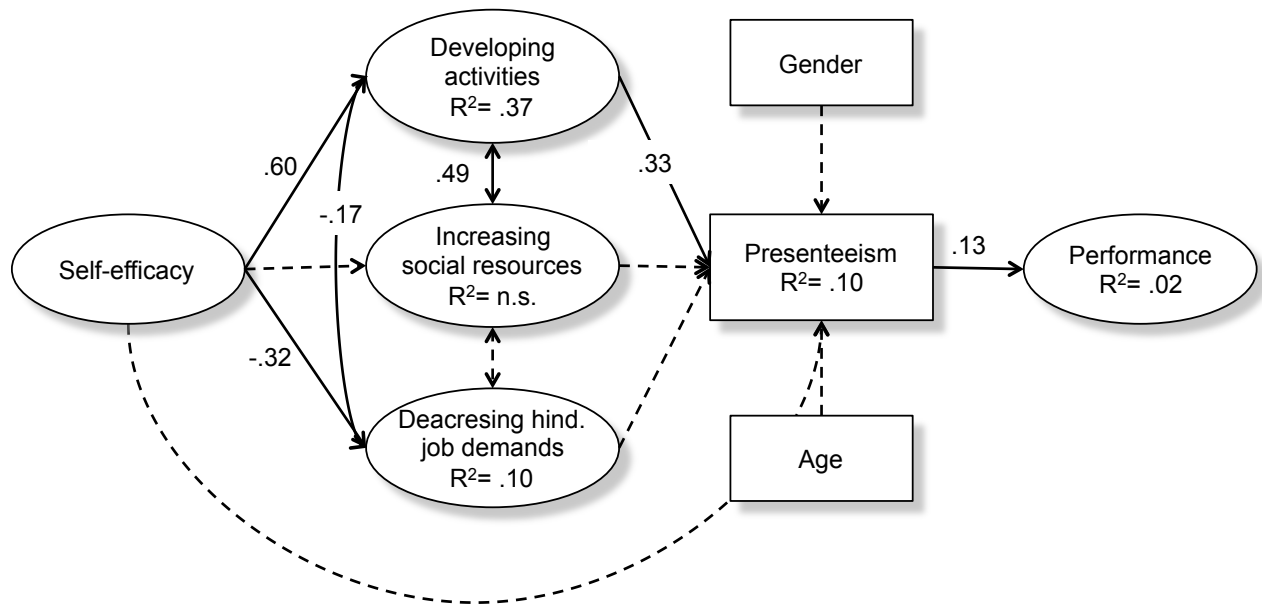 Developing
activities
R²= .37
Gender
.60
.49
.33
-.17
Self-efficacy
Increasing
social resources
R²= n.s.
Presenteeism
R²= .10
.13
Performance
R²= .02
-.32
Deacresing hind.
job demands
R²= .10
Age